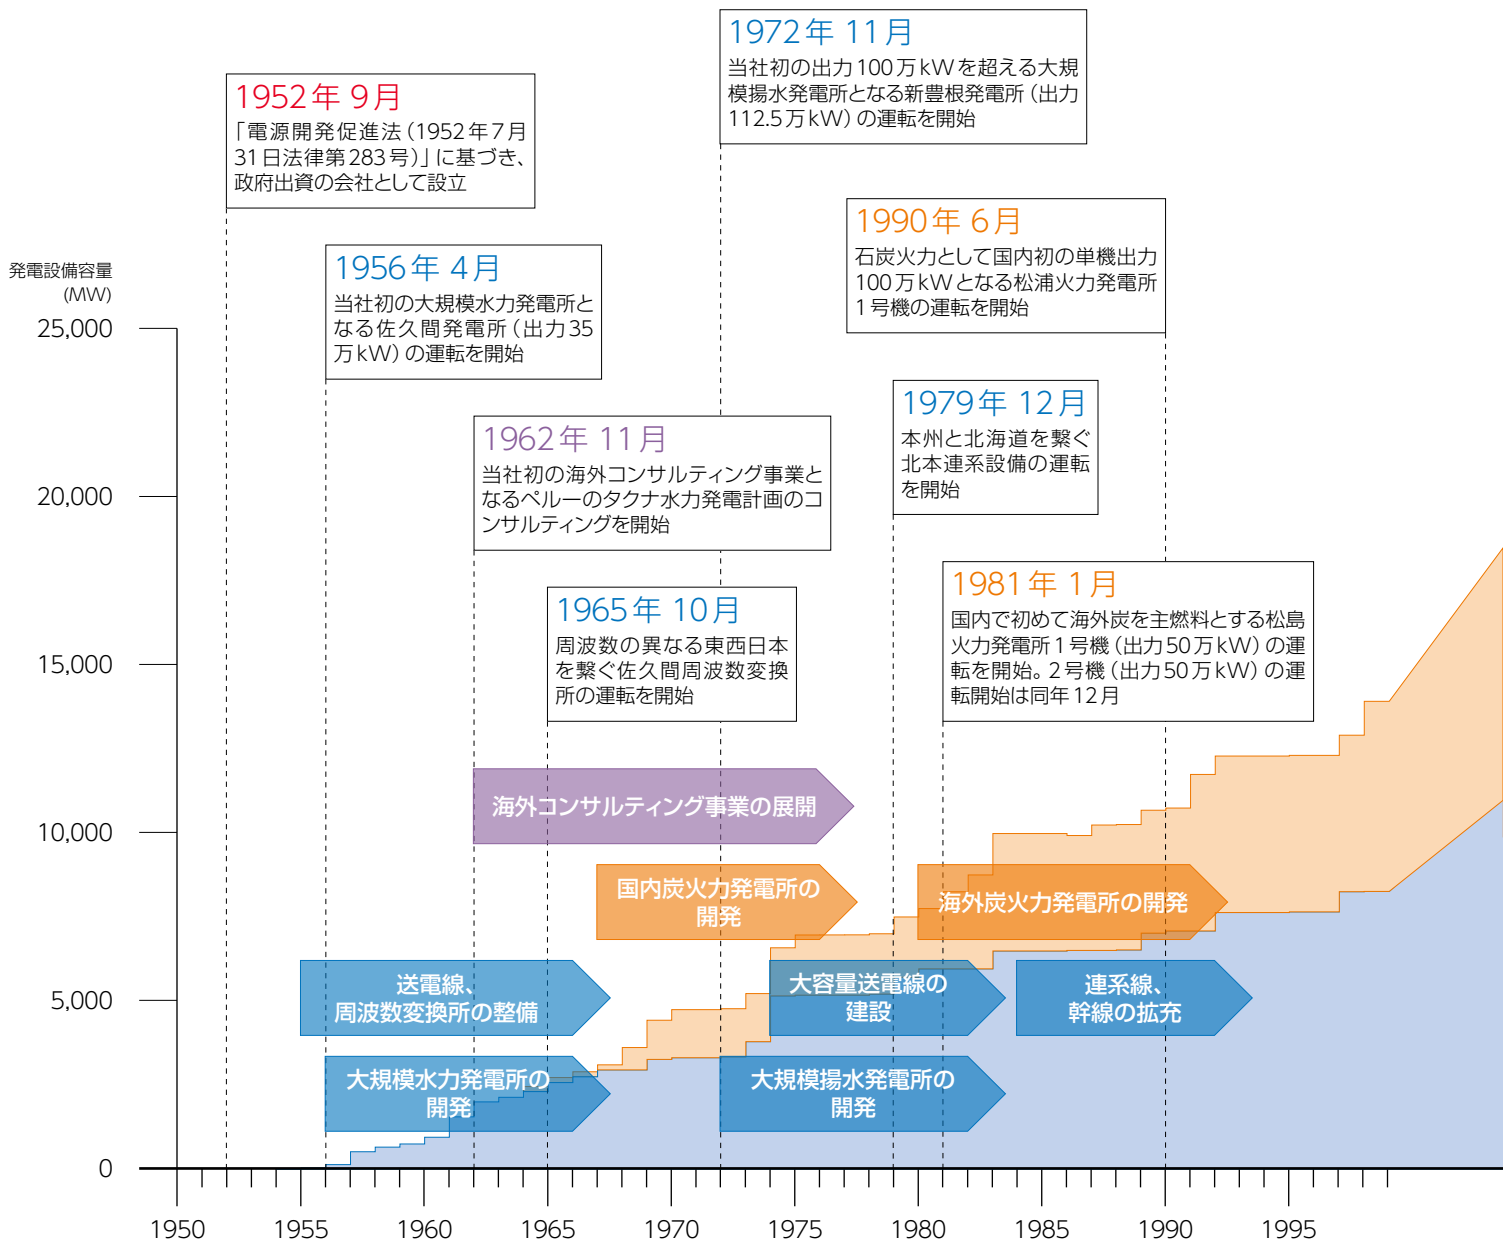 1972年 11月
当社初の出力100万kWを超える大規
模揚水発電所となる新豊根発電所（出力
112.5万kW）の運転を開始
1952年 9月
「電源開発促進法（1952年7月
31日法律第283号）」に基づき、
政府出資の会社として設立
1990年 6月
石炭火力として国内初の単機出力
100万kWとなる松浦火力発電所
1号機の運転を開始
1956年 4月
当社初の大規模水力発電所と
なる佐久間発電所（出力35
万kW）の運転を開始
発電設備容量
(MW)
25,000
20,000
15,000
10,000
5,000
0
1979年 12月
本州と北海道を繋ぐ
北本連系設備の運転
を開始
1962年 11月
当社初の海外コンサルティング事業と
なるペルーのタクナ水力発電計画のコ
ンサルティングを開始
1981年 1月
国内で初めて海外炭を主燃料とする松島
火力発電所1号機（出力50万kW）の運
転を開始。2号機（出力50万kW）の運
転開始は同年12月
1965年 10月
周波数の異なる東西日本
を繋ぐ佐久間周波数変換
所の運転を開始
海外コンサルティング事業の展開
国内炭火力発電所の
開発
海外炭火力発電所の開発
送電線、
周波数変換所の整備
大容量送電線の
建設
連系線、
幹線の拡充
大規模水力発電所の
開発
大規模揚水発電所の
開発
1950
1955
1960
1965
1970
1975
1980
1985
1990
1995